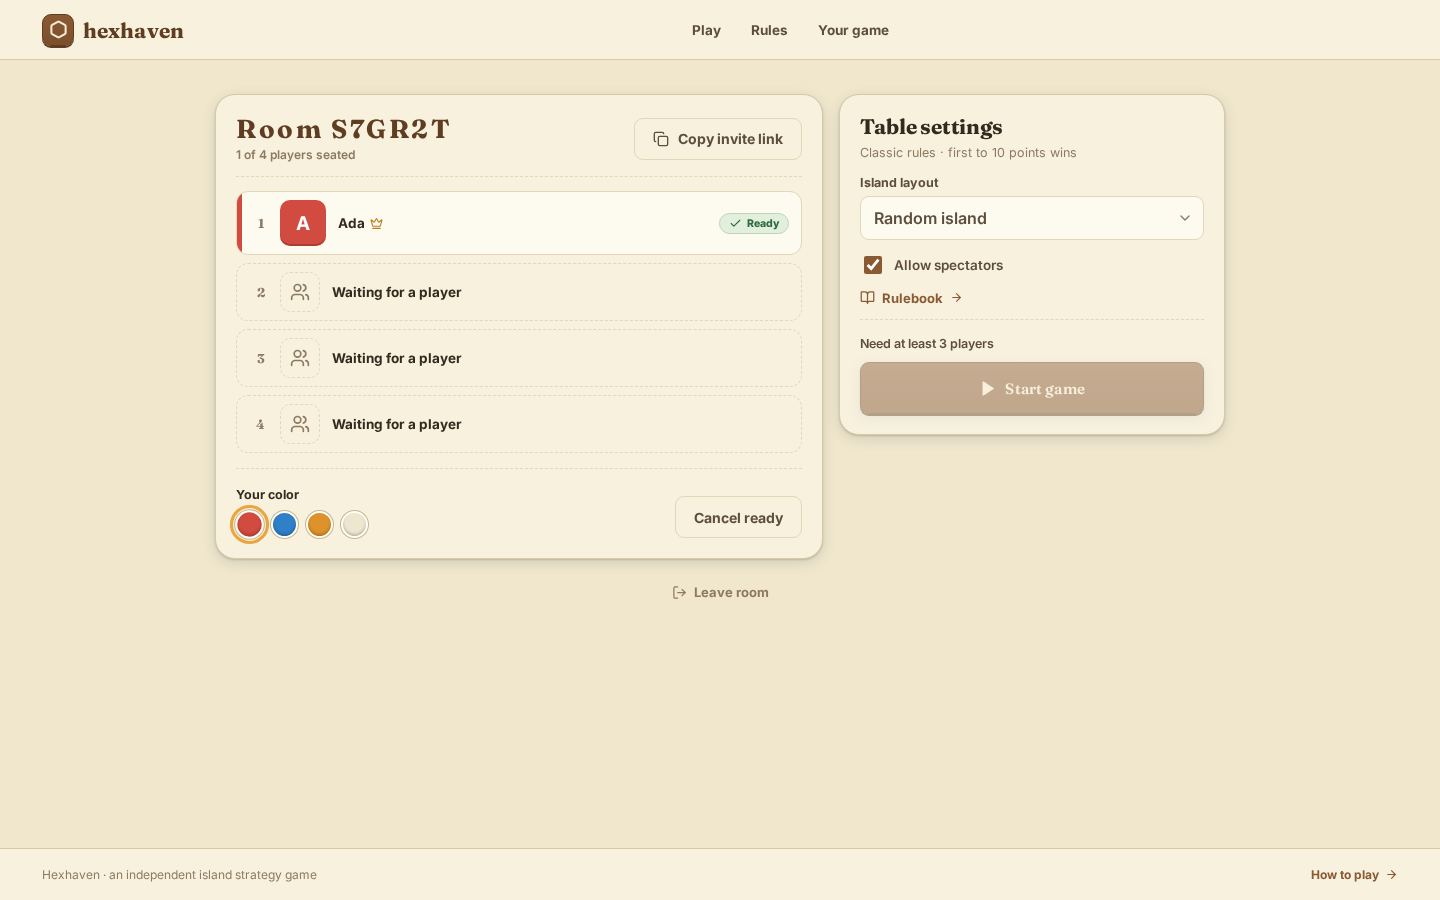 hexhaven
Play
Rules
Your game
Room S7GR2T
1 of 4 players seated
Copy invite link
1
A
Ada
Ready
2
Waiting for a player
3
Waiting for a player
4
Waiting for a player
Your color
Cancel ready
Table settings
Classic rules · first to 10 points wins
Island layout
Random island
Allow spectators
Rulebook
Need at least 3 players
Start game
Leave room
Hexhaven · an independent island strategy game
How to play